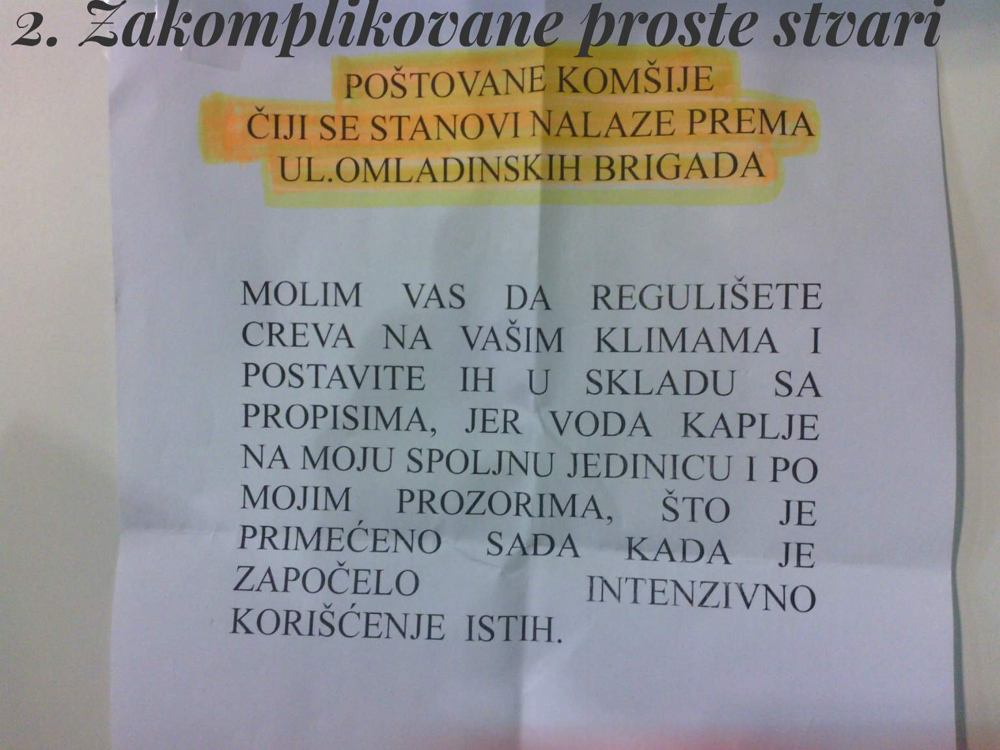 2. Zakomplikovane proste stvari
POŠTOVANE KOMŠIJE
ČIJI SE STANOVI NALAZE PREMA
UL.OMLADINSKIH BRIGADA
MOLIM VAS DA REGULIŠETE
CREVA NA VAŠIM KLIMAMA I
POSTAVITE IH U SKLADU SA
PROPISIMA, JER VODA KAPLJE
NA MOJU SPOLJNU JEDINICU I PO
MOJIM PROZORIMA, ŠTO JE
PRIMEĆENO SADA KADA JE
ZAPOČELO INTENZIVNO
KORIŠĆENJE ISTIH.